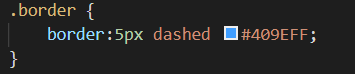 .border {
    border:5px dashed #409EFF;
}